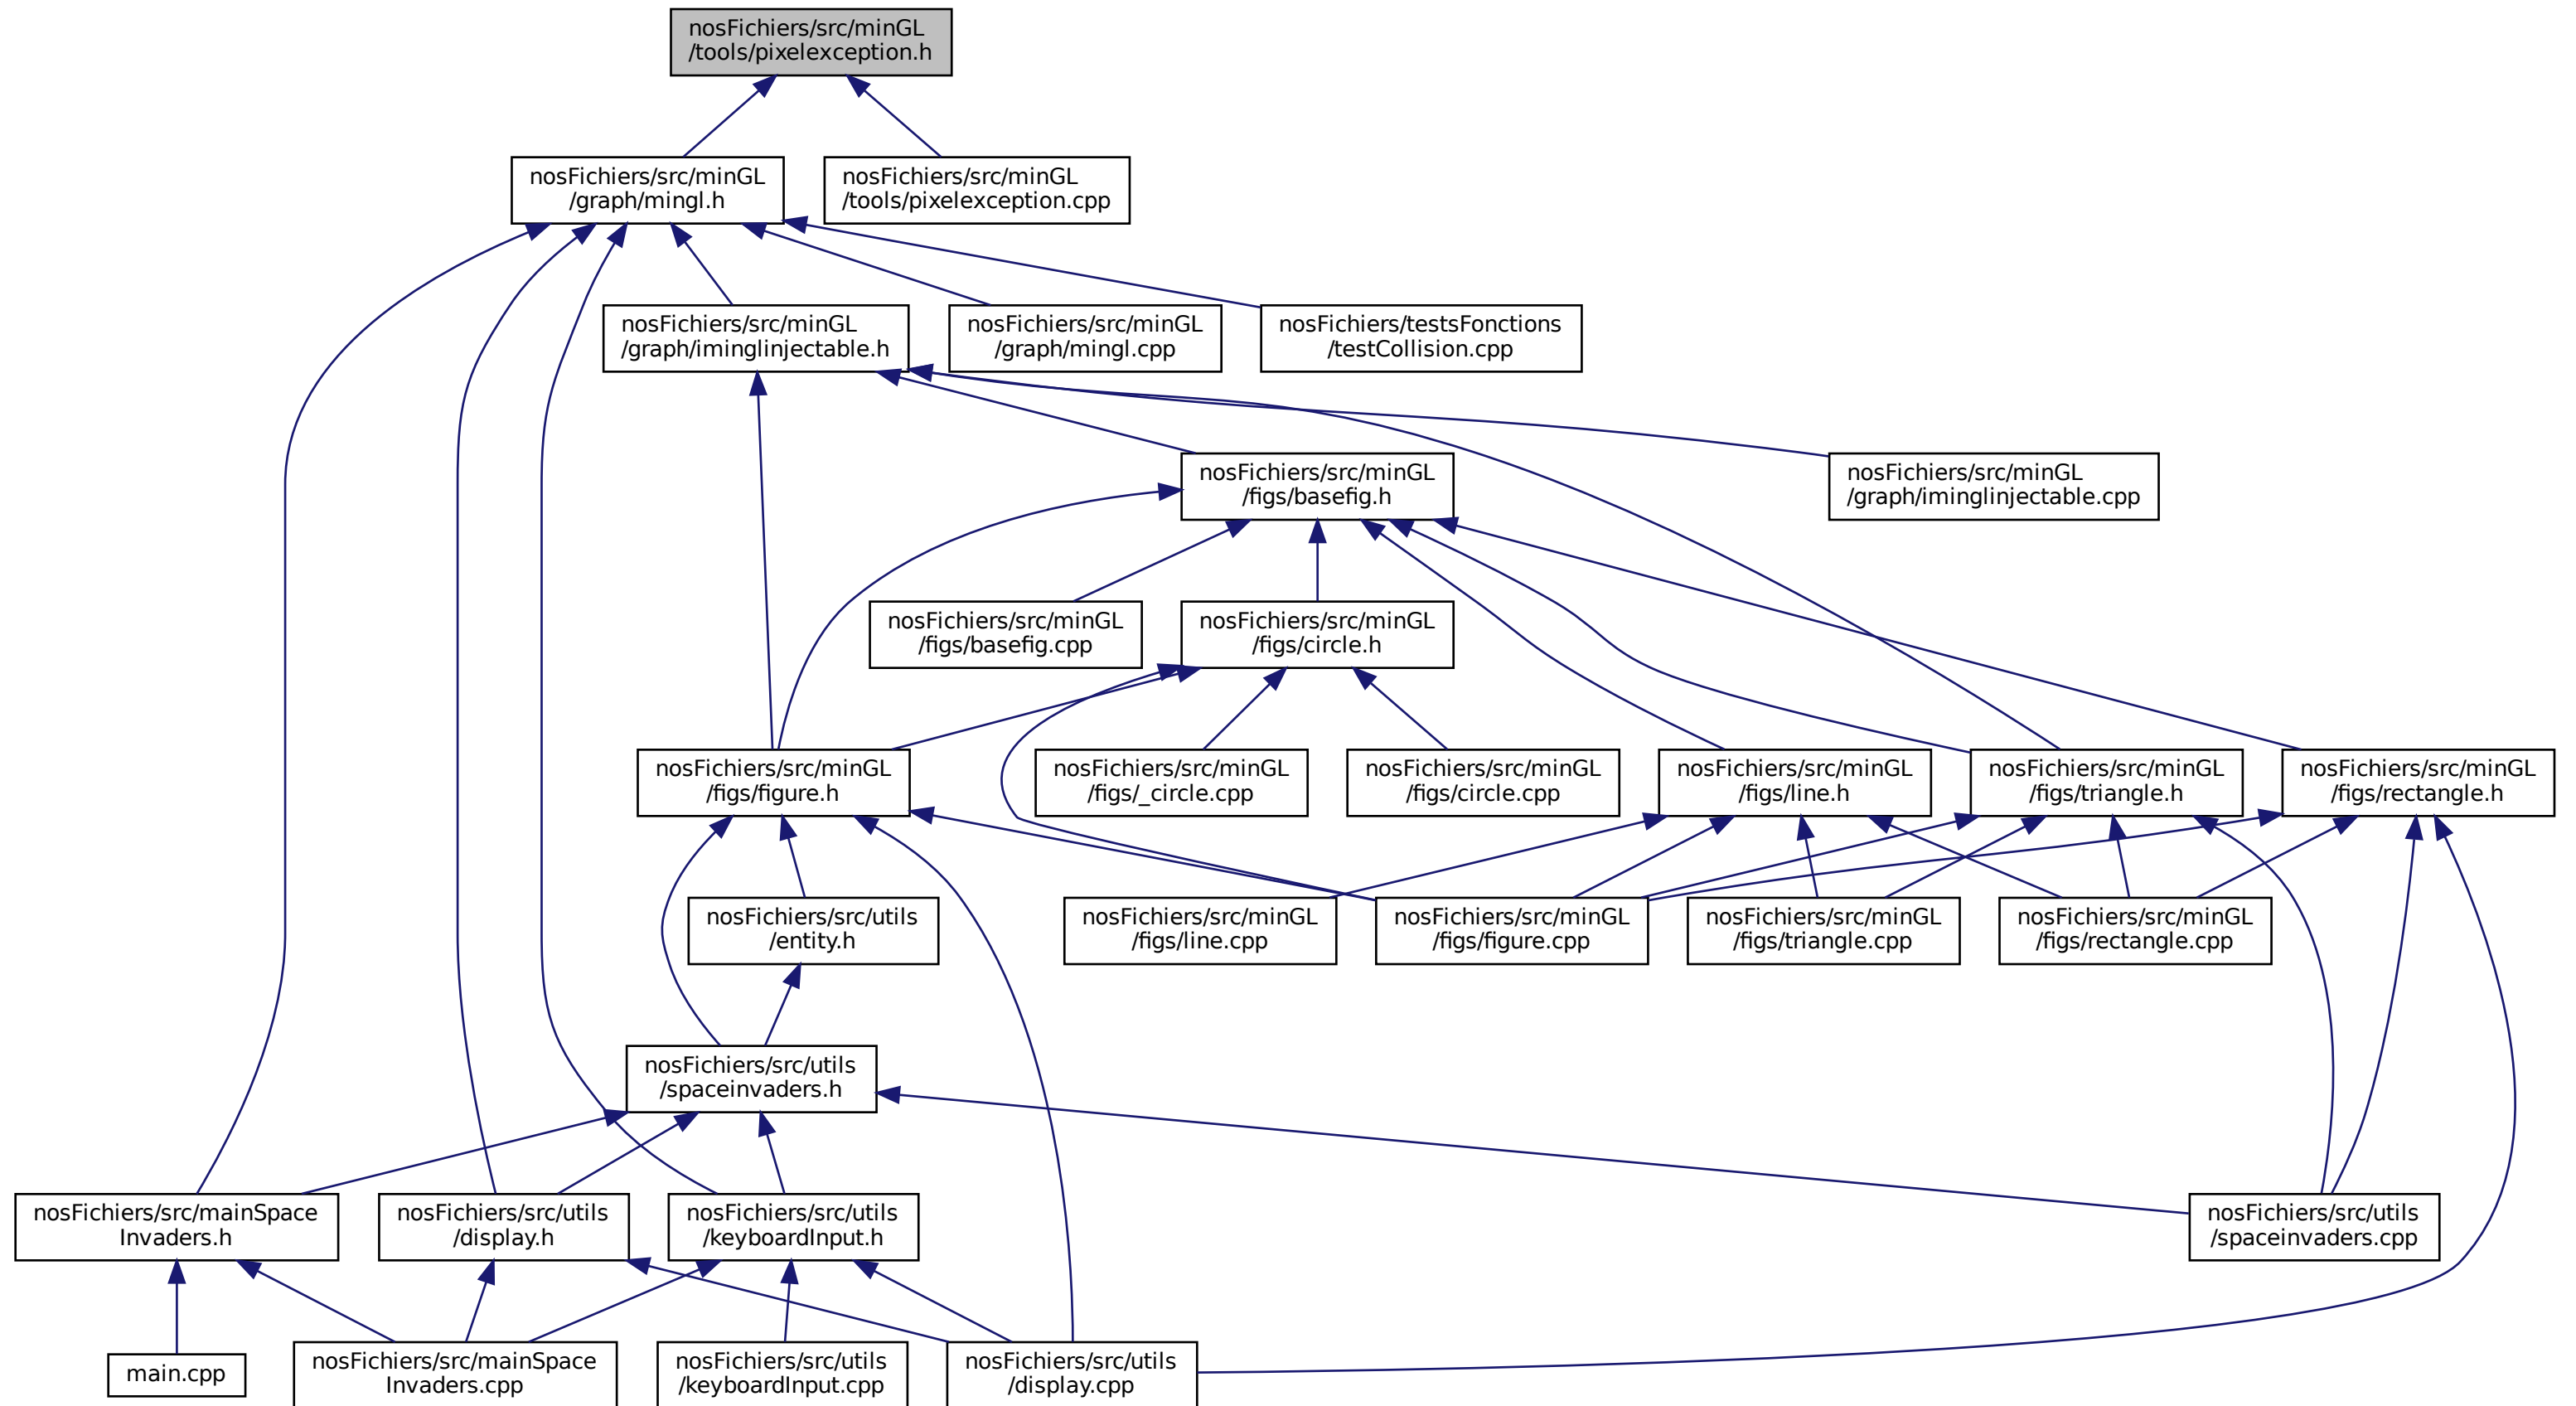 nosFichiers/src/minGL
/tools/pixelexception.h
nosFichiers/src/minGL
/graph/mingl.h
nosFichiers/src/minGL
/tools/pixelexception.cpp
nosFichiers/src/minGL
/graph/iminglinjectable.h
nosFichiers/src/minGL
/graph/mingl.cpp
nosFichiers/testsFonctions
/testCollision.cpp
nosFichiers/src/minGL
/figs/basefig.h
nosFichiers/src/minGL
/graph/iminglinjectable.cpp
nosFichiers/src/minGL
/figs/basefig.cpp
nosFichiers/src/minGL
/figs/circle.h
nosFichiers/src/minGL
/figs/figure.h
nosFichiers/src/minGL
/figs/_circle.cpp
nosFichiers/src/minGL
/figs/circle.cpp
nosFichiers/src/minGL
/figs/line.h
nosFichiers/src/minGL
/figs/triangle.h
nosFichiers/src/minGL
/figs/rectangle.h
nosFichiers/src/utils
/entity.h
nosFichiers/src/minGL
/figs/line.cpp
nosFichiers/src/minGL
/figs/figure.cpp
nosFichiers/src/minGL
/figs/triangle.cpp
nosFichiers/src/minGL
/figs/rectangle.cpp
nosFichiers/src/utils
/spaceinvaders.h
nosFichiers/src/mainSpace
Invaders.h
nosFichiers/src/utils
/display.h
nosFichiers/src/utils
/keyboardInput.h
nosFichiers/src/utils
/spaceinvaders.cpp
main.cpp
nosFichiers/src/mainSpace
Invaders.cpp
nosFichiers/src/utils
/keyboardInput.cpp
nosFichiers/src/utils
/display.cpp